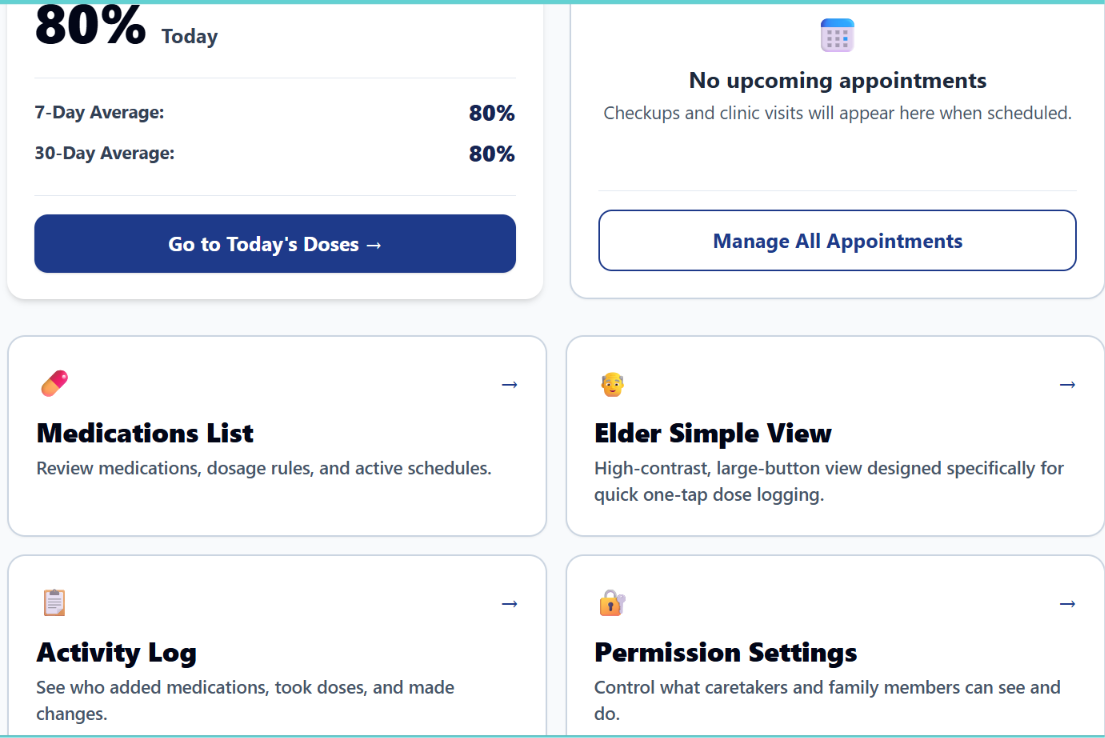 80% Today
7-Day Average: 80%
30-Day Average: 80%
Go to Today's Doses →
No upcoming appointments
Checkups and clinic visits will appear here when scheduled.
Manage All Appointments
→
Medications List
Review medications, dosage rules, and active schedules.
→
Elder Simple View
High-contrast, large-button view designed specifically for
quick one-tap dose logging.
→
Activity Log
See who added medications, took doses, and made
changes.
→
Permission Settings
Control what caretakers and family members can see and
do.